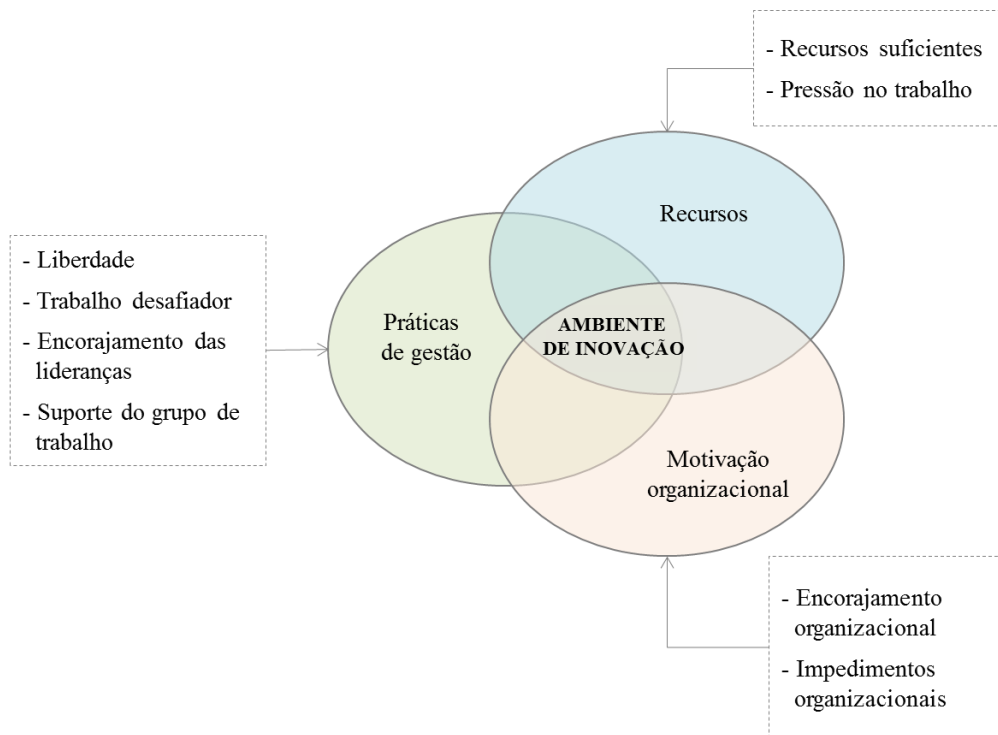 - Recursos suficientes
- Pressão no trabalho
Recursos
- Liberdade
- Trabalho desafiador
- Encorajamento das
lideranças
- Suporte do grupo de
trabalho
Práticas
de gestão
AMBIENTE
DE INOVAÇÃO
Motivação
organizacional
- Encorajamento
organizacional
- Impedimentos
organizacionais